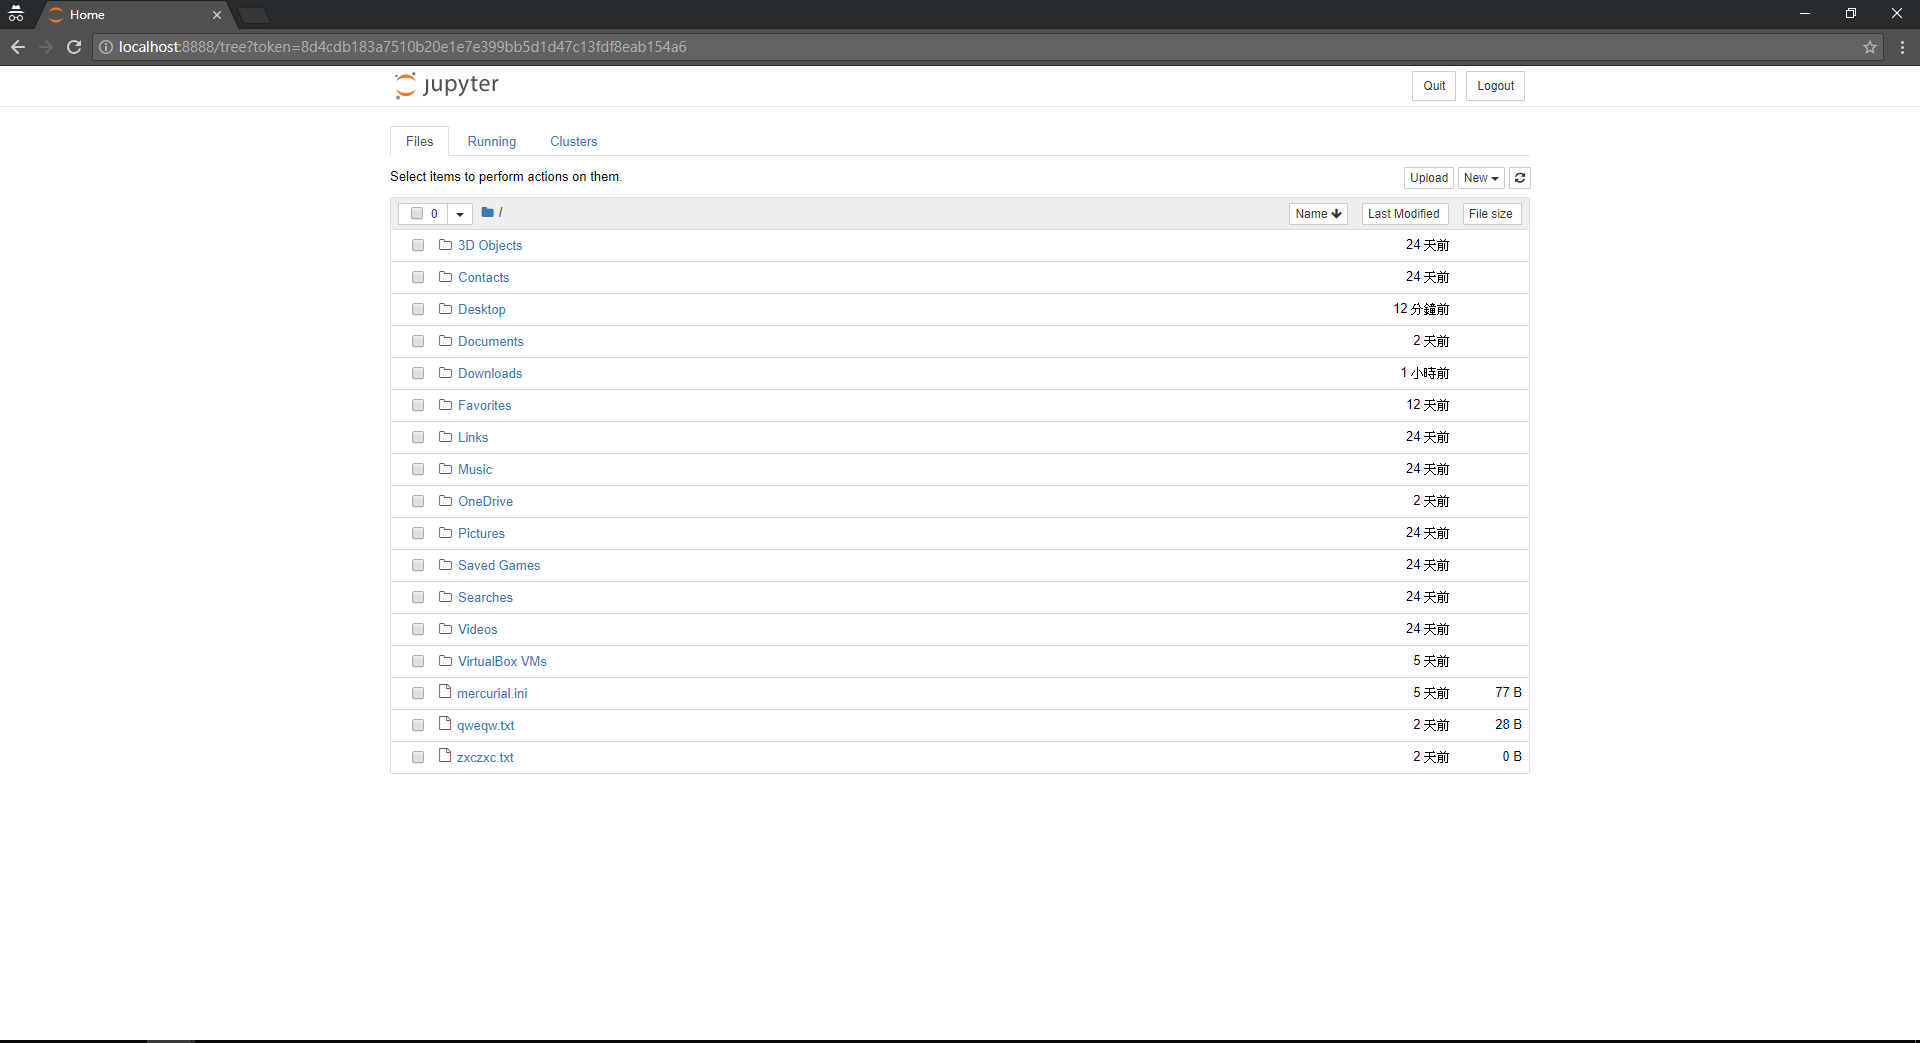 Home
localhost:8888/tree?token=8d4cdb183a7510b20e1e7e399bb5d1d47c13fdf8eab154a6
jupyter
Quit
Logout
Files
Running
Clusters
Select items to perform actions on them.
Upload
New
0
/
Name
Last Modified
File size
3D Objects 24 天前
Contacts 24 天前
Desktop 12 分鐘前
Documents 2 天前
Downloads 1 小時前
Favorites 12 天前
Links 24 天前
Music 24 天前
OneDrive 2 天前
Pictures 24 天前
Saved Games 24 天前
Searches 24 天前
Videos 24 天前
VirtualBox VMs 5 天前
mercurial.ini 5 天前 77 B
qweqw.txt 2 天前 28 B
zxczxc.txt 2 天前 0 B